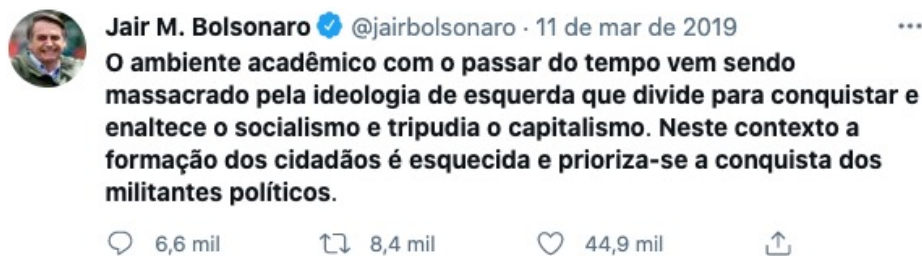 Jair M. Bolsonaro @jairbolsonaro · 11 de mar de 2019
O ambiente acadêmico com o passar do tempo vem sendo
massacrado pela ideologia de esquerda que divide para conquistar e
enaltece o socialismo e tripudia o capitalismo. Neste contexto a
formação dos cidadãos é esquecida e prioriza-se a conquista dos
militantes políticos.
6,6 mil 8,4 mil 44,9 mil